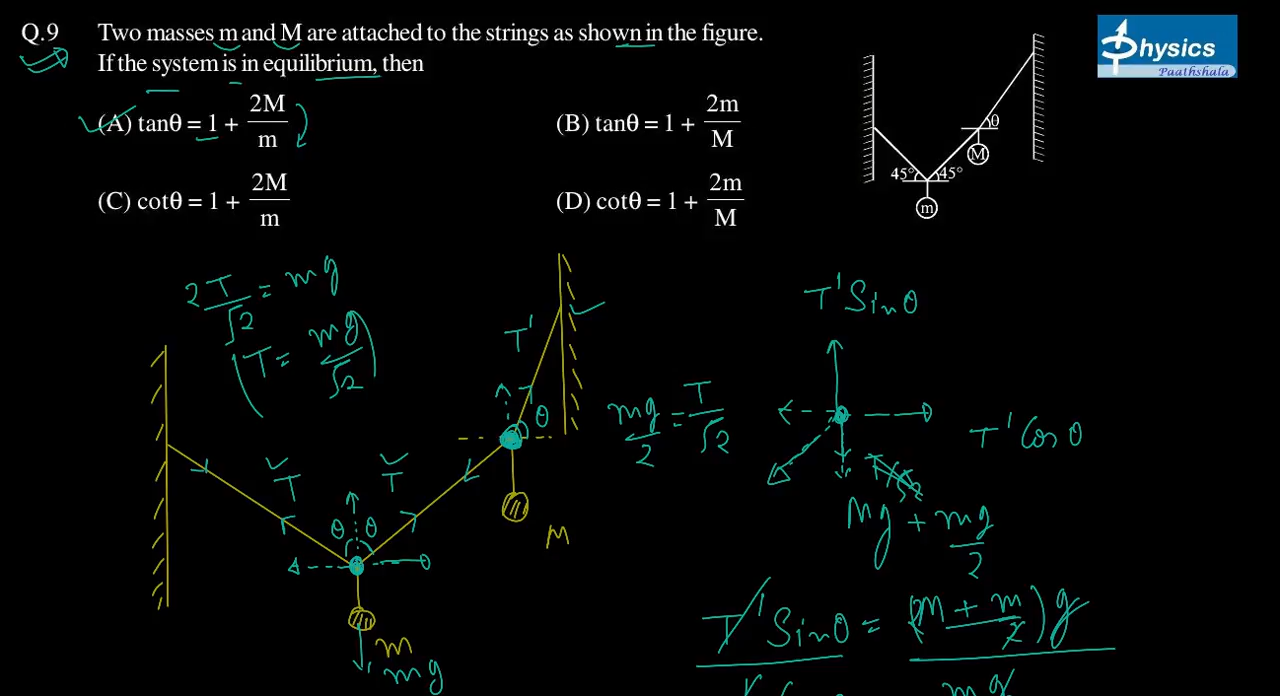 Q.9 Two masses m and M are attached to the strings as shown in the figure.
If the system is in equilibrium, then
(A) tanθ = 1 + 2M/m
(B) tanθ = 1 + 2m/M
(C) cotθ = 1 + 2M/m
(D) cotθ = 1 + 2m/M
Physics
Paathshala
θ
M
45° 45°
m
2T/√2 = mg
(T = mg/√2)
T'
θ
T T
θ θ
M
m
mg
T' Sinθ
mg/2 = T/√2
T' Cosθ
T/√2
Mg + mg/2
T' Sinθ = (M + m/2)g
mg